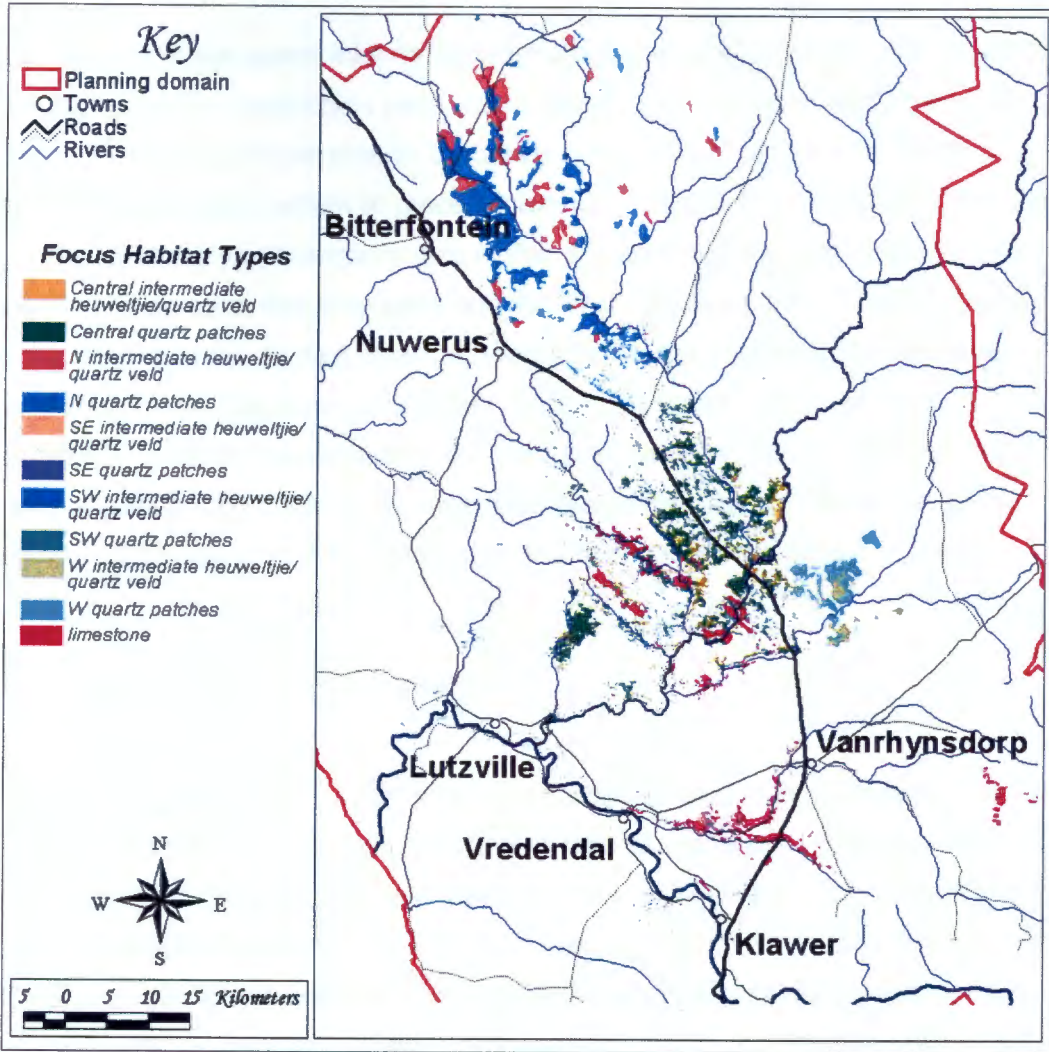 Key
Planning domain
Towns
Roads
Rivers
Focus Habitat Types
Central intermediate
heuweltjie/quartz veld
Central quartz patches
N intermediate heuweltjie/
quartz veld
N quartz patches
SE intermediate heuweltjie/
quartz veld
SE quartz patches
SW intermediate heuweltjie/
quartz veld
SW quartz patches
W intermediate heuweltjie/
quartz veld
W quartz patches
limestone
N
W E
S
5 0 5 10 15 Kilometers
Bitterfontein
Nuwerus
Vanrhynsdorp
Lutzville
Vredendal
Klawer